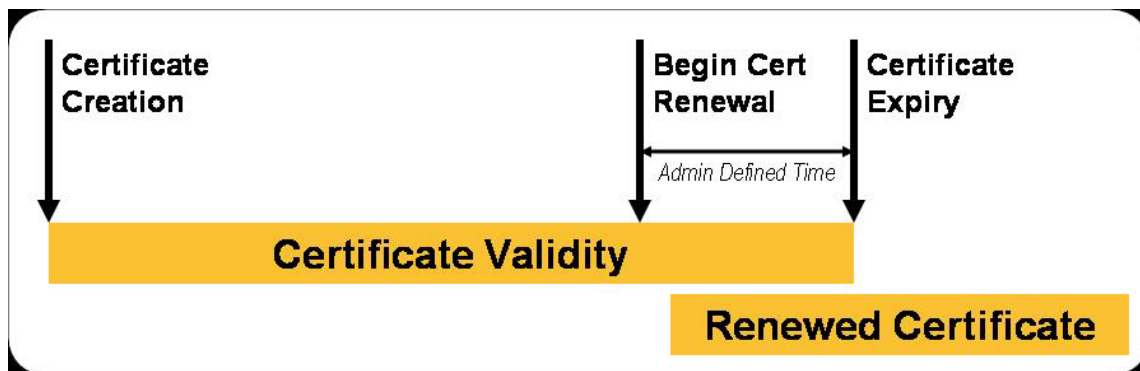 Certificate
Creation
Begin Cert
Renewal
Certificate
Expiry
Admin Defined Time
Certificate Validity
Renewed Certificate